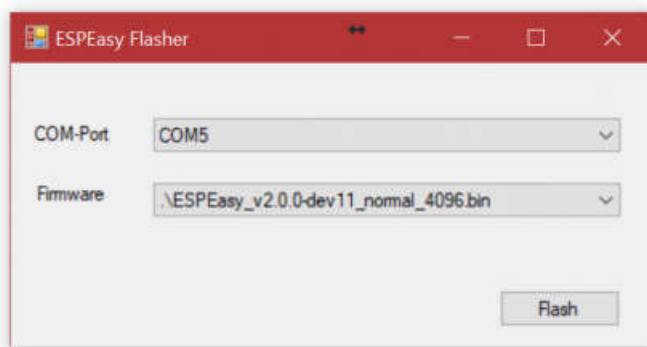 ESPEasy Flasher
COM-Port COM5
Firmware .\ESPEasy_v2.0.0-dev11_normal_4096.bin
Flash